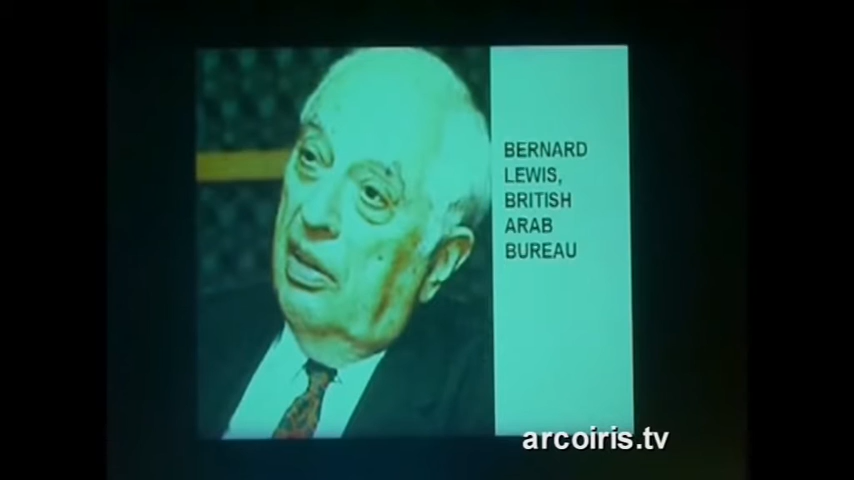 BERNARD
LEWIS,
BRITISH
ARAB
BUREAU
arcoiris.tv